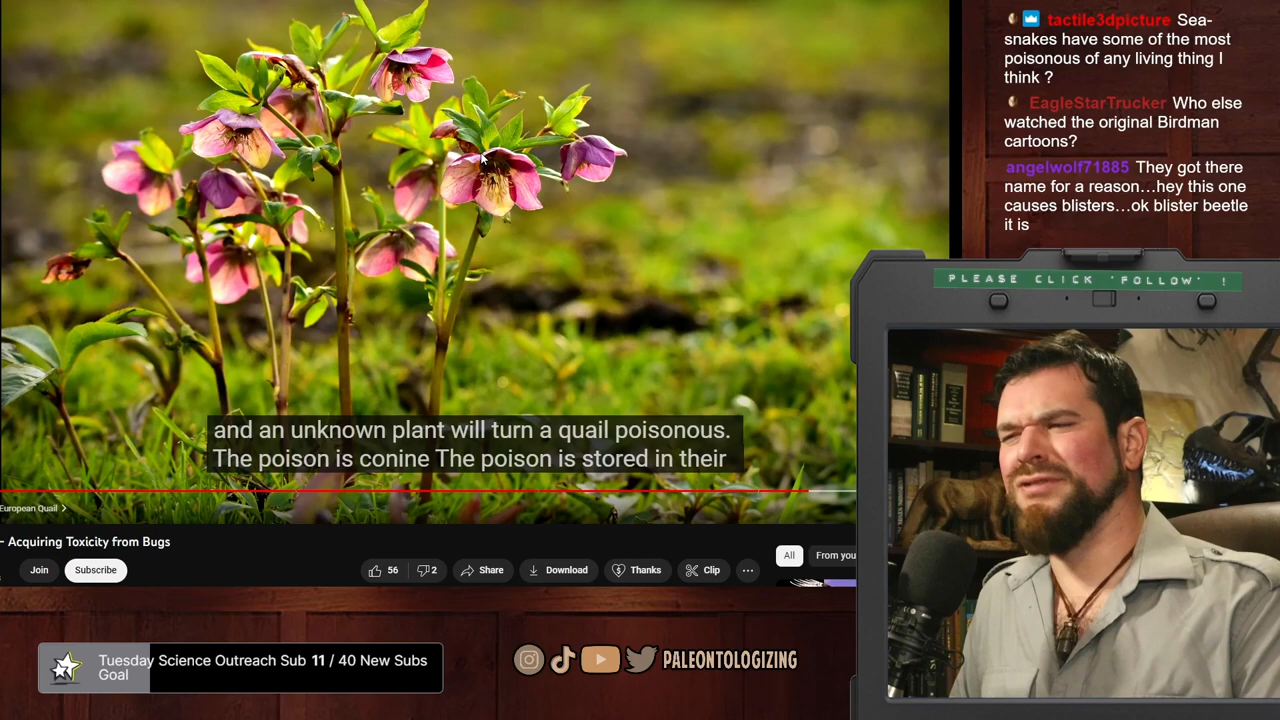 tactile3dpicture Sea-
snakes have some of the most
poisonous of any living thing I
think ?
EagleStarTrucker Who else
watched the original Birdman
cartoons?
angelwolf71885 They got there
name for a reason...hey this one
causes blisters...ok blister beetle
it is
PLEASE CLICK 'FOLLOW' !
and an unknown plant will turn a quail poisonous.
The poison is conine The poison is stored in their
European Quail >
- Acquiring Toxicity from Bugs
Join
Subscribe
56
2
Share
Download
Thanks
Clip
All
From you
Tuesday Science Outreach Sub 11 / 40 New Subs
Goal
PALEONTOLOGIZING